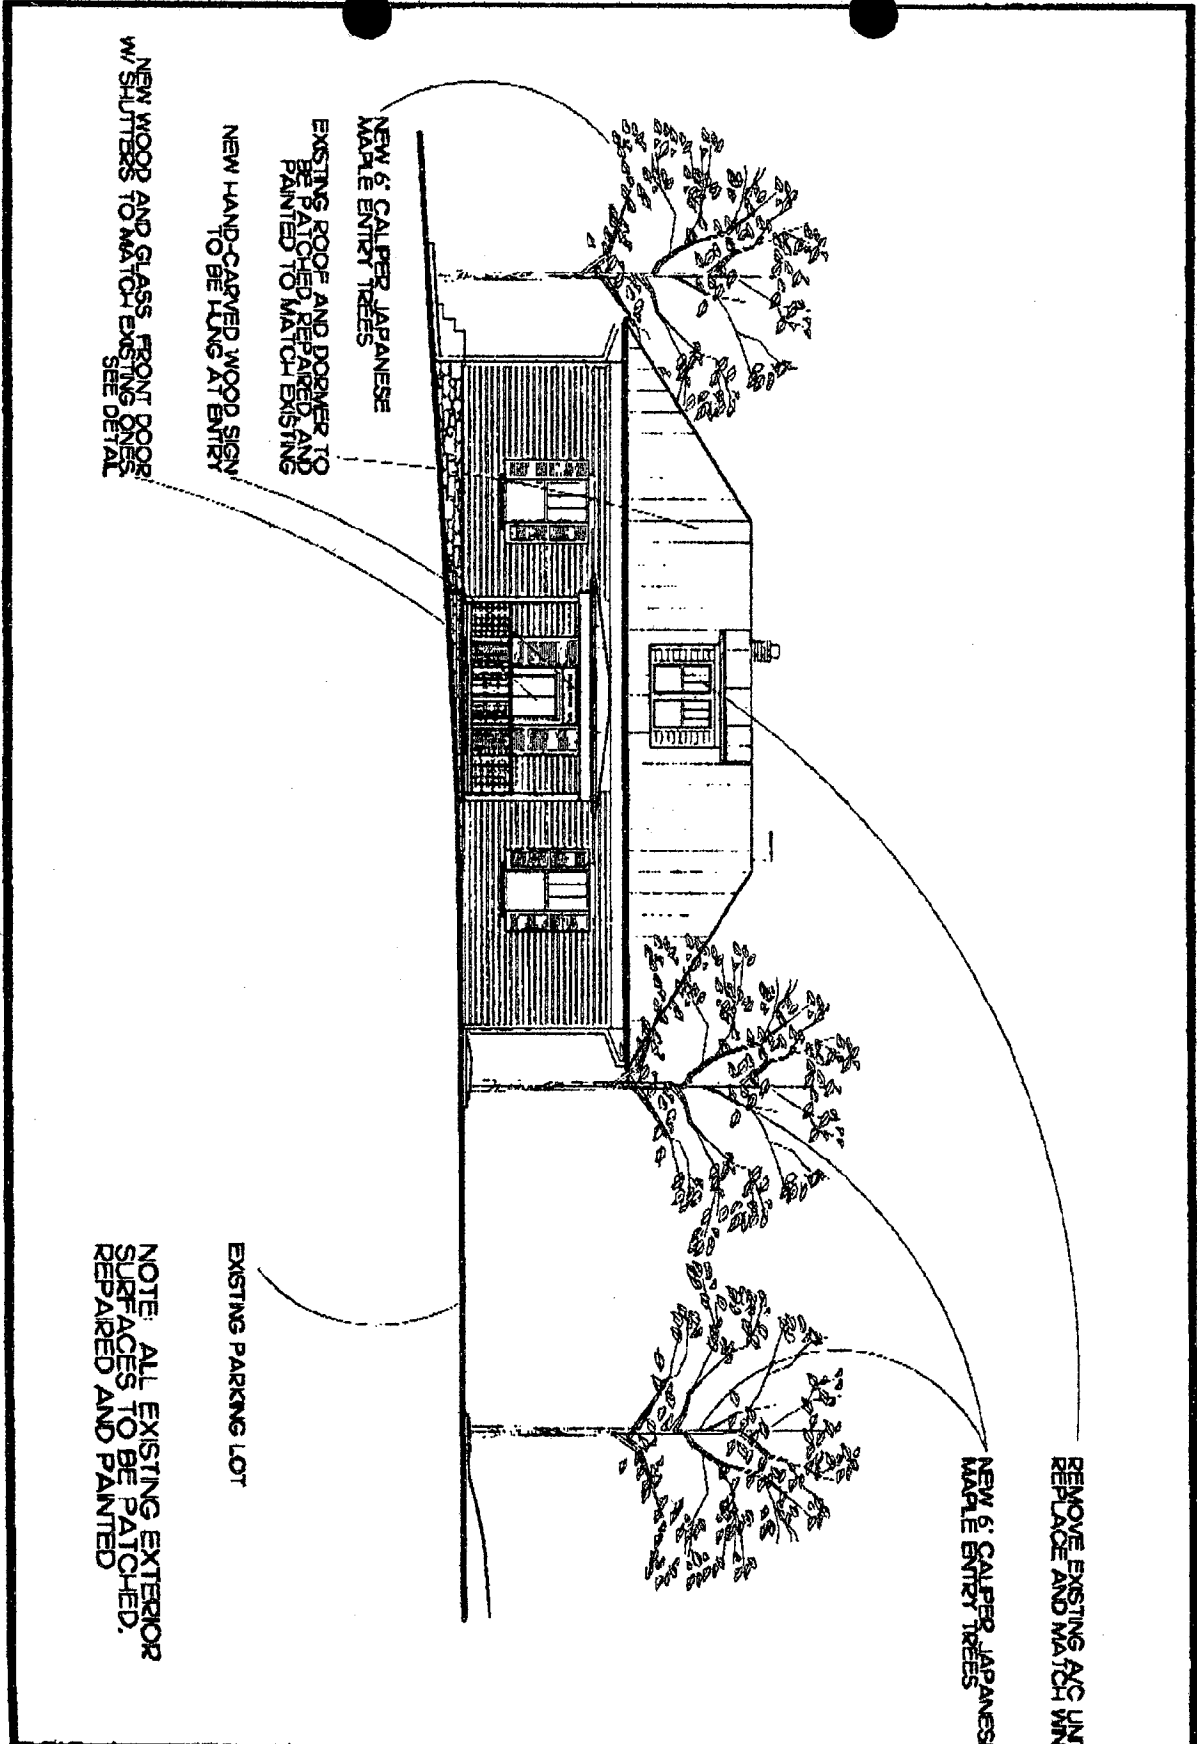 REMOVE EXISTING A/C
REPLACE AND MATCH
NEW 6" CALIPER JAPANES
MAPLE ENTRY TREES
NEW 6" CALIPER JAPANESE
MAPLE ENTRY TREES
EXISTING ROOF AND DORMER TO
BE PATCHED, REPAIRED, AND
PAINTED TO MATCH EXISTING
NEW HAND-CARVED WOOD SIGN
TO BE HUNG AT ENTRY
NEW WOOD AND GLASS FRONT DOOR
W/ SHUTTERS TO MATCH EXISTING ONES.
SEE DETAIL
EXISTING PARKING LOT
NOTE: ALL EXISTING EXTERIOR
SURFACES TO BE PATCHED,
REPAIRED AND PAINTED